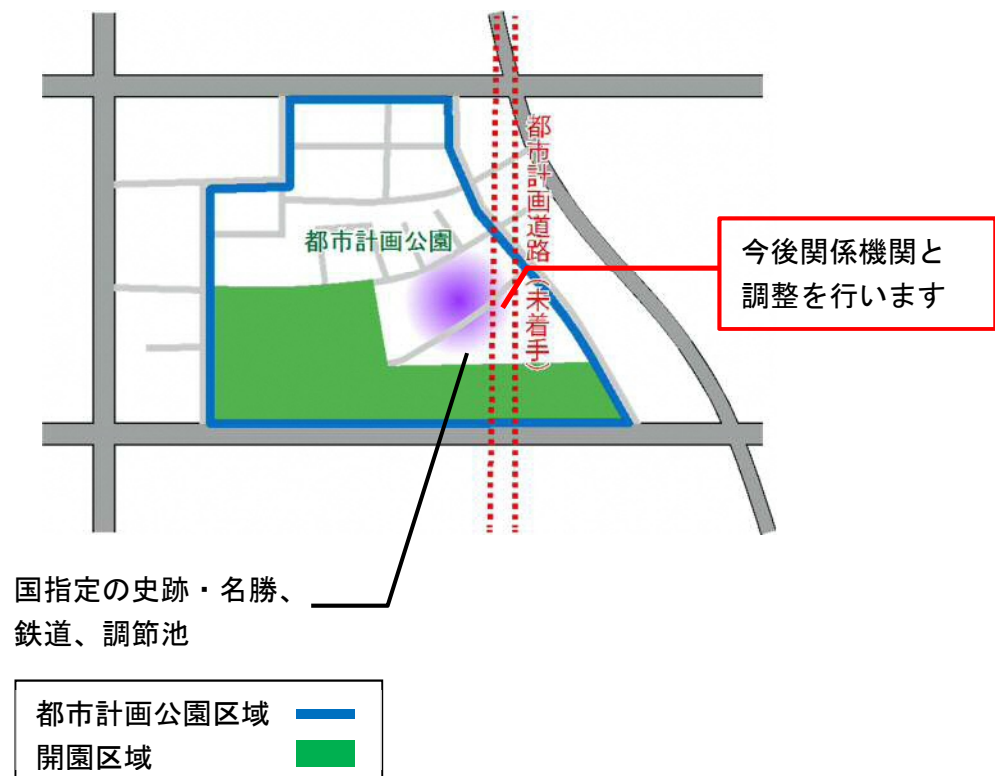 都市計画道路(未着手)
都市計画公園
今後関係機関と
調整を行います
国指定の史跡・名勝、
鉄道、調節池
都市計画公園区域
開園区域